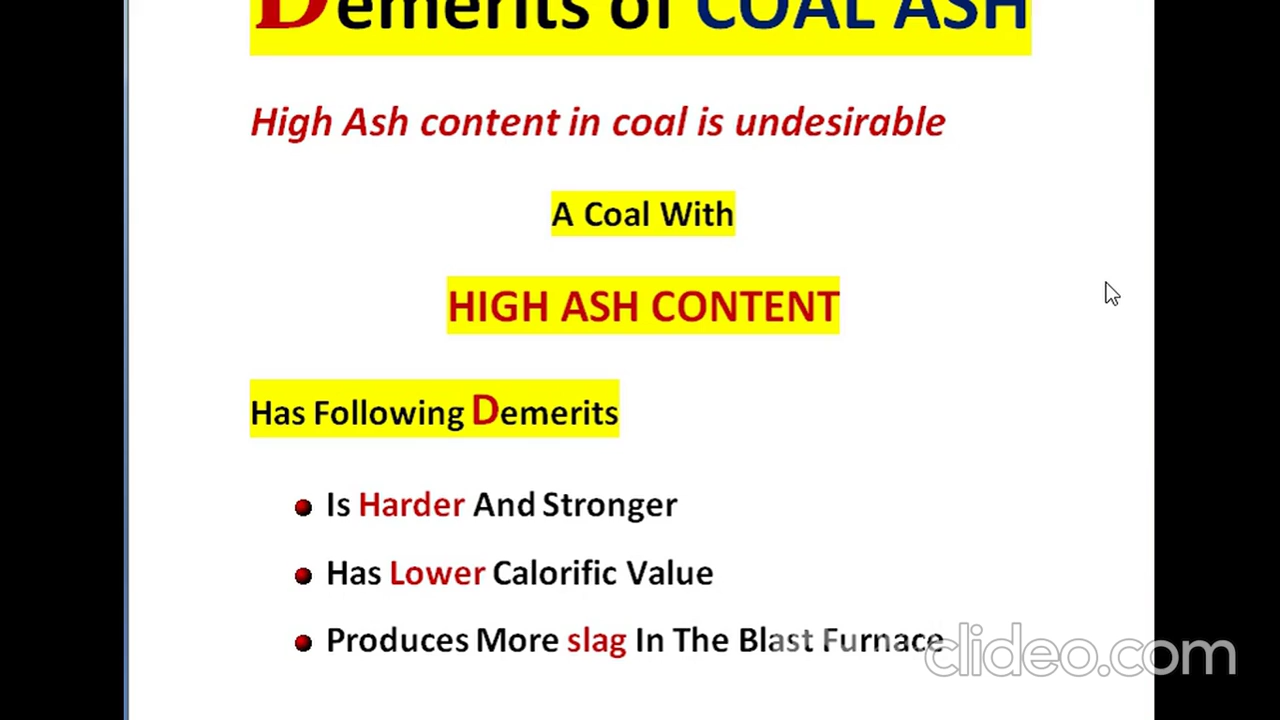 Demerits of COAL ASH
High Ash content in coal is undesirable
A Coal With
HIGH ASH CONTENT
Has Following Demerits
Is Harder And Stronger
Has Lower Calorific Value
Produces More slag In The Blast Furnace
clideo.com